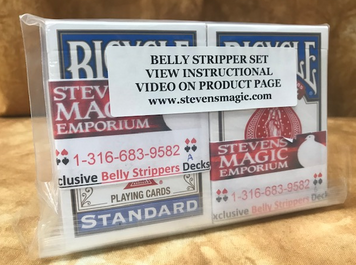 BICYCLE
BICYCLE
BELLY STRIPPER SET
VIEW INSTRUCTIONAL
VIDEO ON PRODUCT PAGE
www.stevensmagic.com
STEVENS
MAGIC
EMPORIUM
1-316-683-9582
A
xclusive Belly Strippers Decks
PLAYING CARDS
STANDARD
STEVENS
MAGIC
EMPORIUM
1-316-683-9582
xclusive Belly Strippers Deck